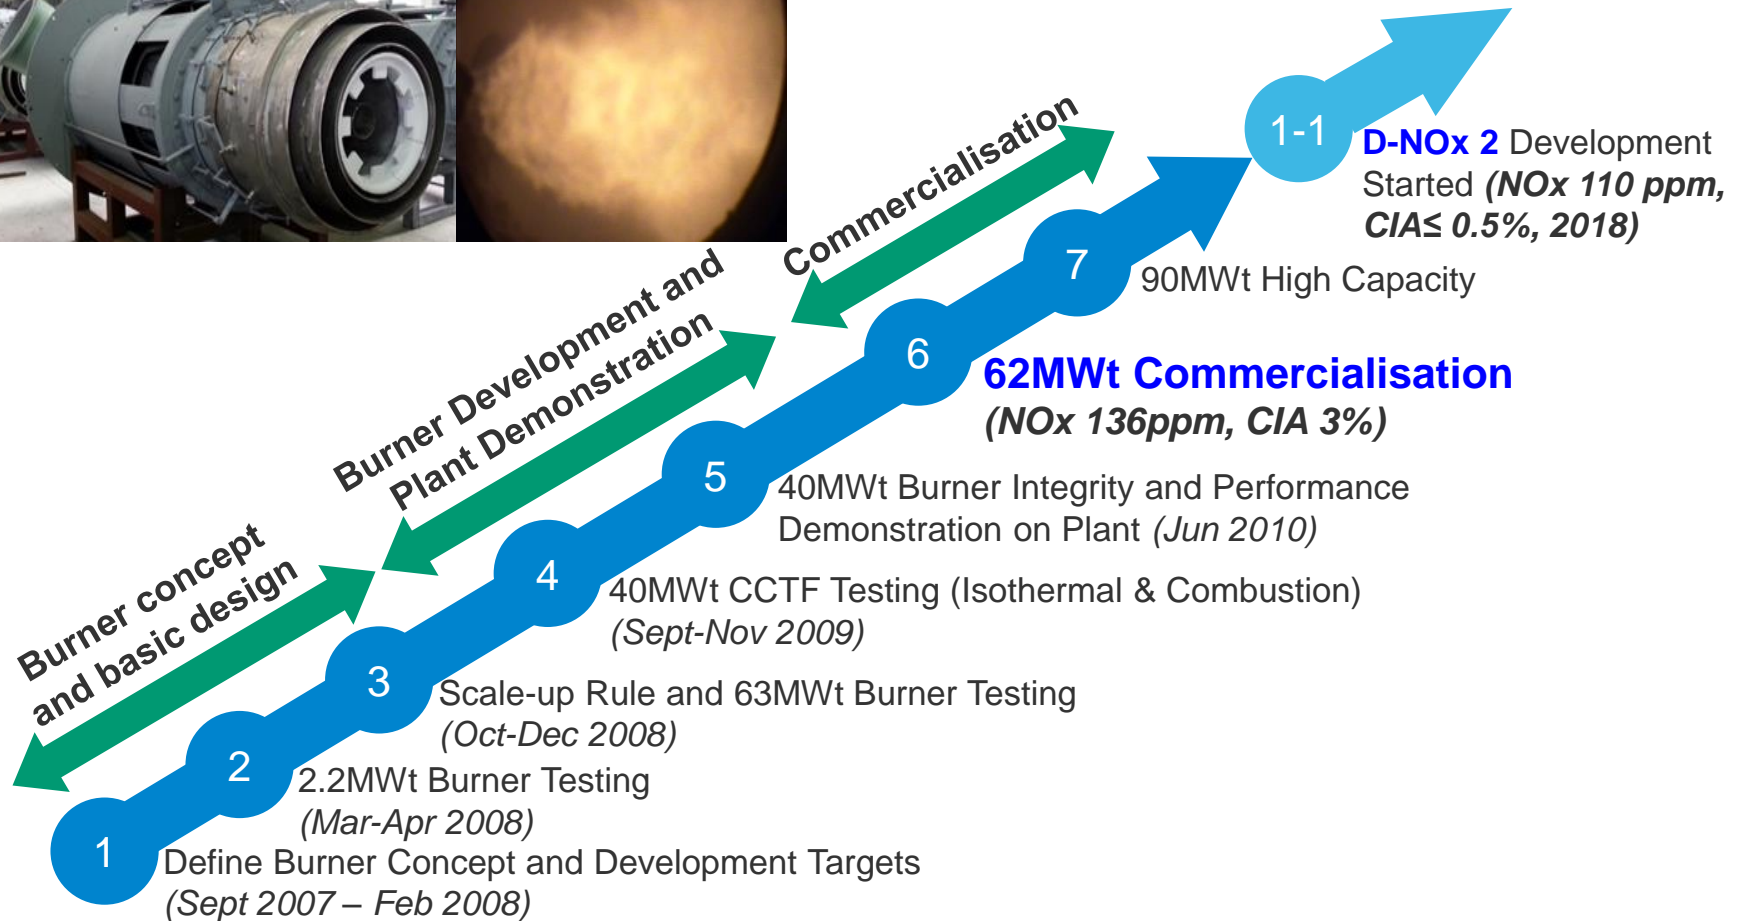 Commercialisation
1-1
D-NOx 2 Development
Started (NOx 110 ppm,
CIA≤ 0.5%, 2018)
7
90MWt High Capacity
Burner Development and
Plant Demonstration
6
62MWt Commercialisation
(NOx 136ppm, CIA 3%)
5
40MWt Burner Integrity and Performance
Demonstration on Plant (Jun 2010)
Burner concept
and basic design
4
40MWt CCTF Testing (Isothermal & Combustion)
(Sept-Nov 2009)
3
Scale-up Rule and 63MWt Burner Testing
(Oct-Dec 2008)
2
2.2MWt Burner Testing
(Mar-Apr 2008)
1
Define Burner Concept and Development Targets
(Sept 2007 – Feb 2008)